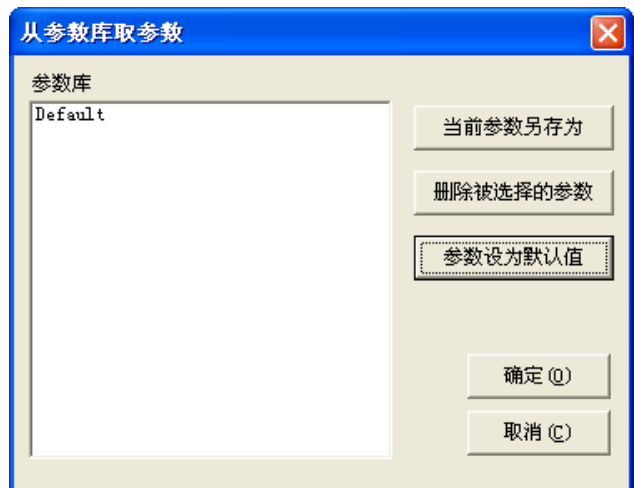 从参数库取参数
参数库
Default
当前参数另存为
删除被选择的参数
参数设为默认值
确定(O)
取消(C)